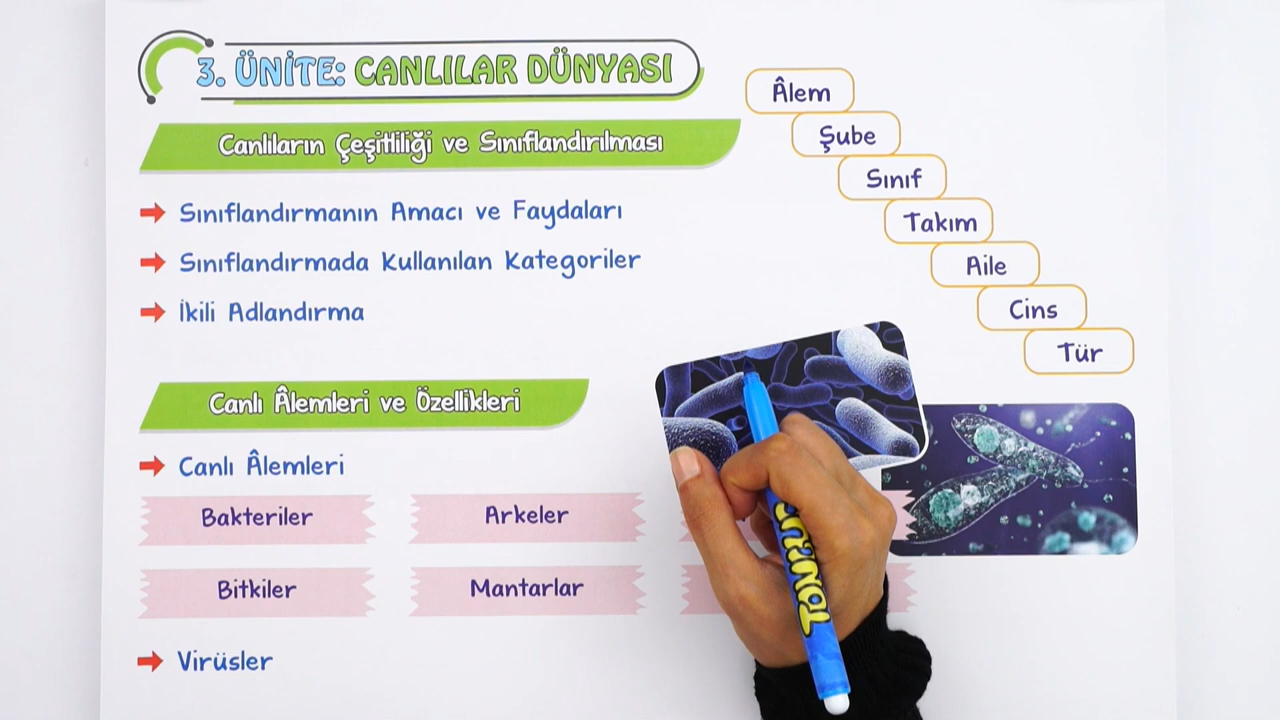 3. ÜNİTE: CANLILAR DÜNYASI
Canlıların Çeşitliliği ve Sınıflandırılması
Sınıflandırmanın Amacı ve Faydaları
Sınıflandırmada Kullanılan Kategoriler
İkili Adlandırma
Âlem
Şube
Sınıf
Takım
Aile
Cins
Tür
Canlı Âlemleri ve Özellikleri
Canlı Âlemleri
Bakteriler
Arkeler
Bitkiler
Mantarlar
Virüsler
TONGUÇ